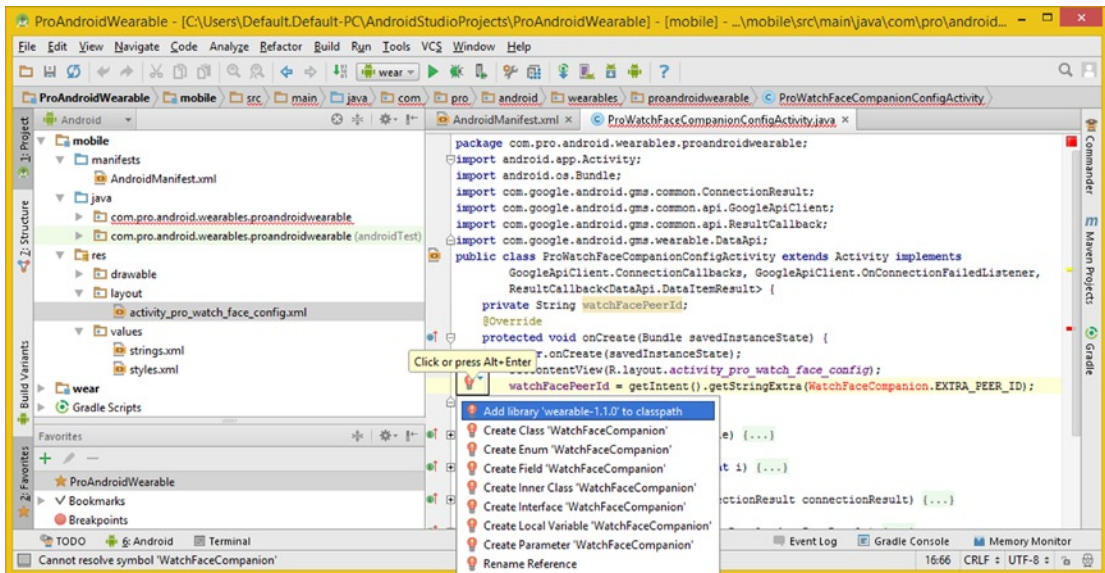 ProAndroidWearable - [C:\Users\Default.Default-PC\AndroidStudioProjects\ProAndroidWearable] - [mobile] - ...\mobile\src\main\java\com\pro\android...
File Edit View Navigate Code Analyze Refactor Build Run Tools VCS Window Help
wear
ProAndroidWearable mobile src main java com pro android wearables proandroidwearable ProWatchFaceCompanionConfigActivity
1: Project
Z: Structure
Build Variants
2: Favorites
Android
mobile
manifests
AndroidManifest.xml
java
com.pro.android.wearables.proandroidwearable
com.pro.android.wearables.proandroidwearable (androidTest)
res
drawable
layout
activity_pro_watch_face_config.xml
values
strings.xml
styles.xml
wear
Gradle Scripts
Favorites
ProAndroidWearable
Bookmarks
Breakpoints
AndroidManifest.xml ProWatchFaceCompanionConfigActivity.java
package com.pro.android.wearables.proandroidwearable;
import android.app.Activity;
import android.os.Bundle;
import com.google.android.gms.common.ConnectionResult;
import com.google.android.gms.common.api.GoogleApiClient;
import com.google.android.gms.common.api.ResultCallback;
import com.google.android.gms.wearable.DataApi;
public class ProWatchFaceCompanionConfigActivity extends Activity implements
GoogleApiClient.ConnectionCallbacks, GoogleApiClient.OnConnectionFailedListener,
ResultCallback<DataApi.DataItemResult> {
private String watchFacePeerId;
@Override
protected void onCreate(Bundle savedInstanceState) {
Click or press Alt+Enter
r.onCreate(savedInstanceState);
ContentView(R.layout.activity_pro_watch_face_config);
watchFacePeerId = getIntent().getStringExtra(WatchFaceCompanion.EXTRA_PEER_ID);
Add library 'wearable-1.1.0' to classpath
Create Class 'WatchFaceCompanion'
e) {...}
Create Enum 'WatchFaceCompanion'
Create Field 'WatchFaceCompanion'
t i) {...}
Create Inner Class 'WatchFaceCompanion'
Create Interface 'WatchFaceCompanion'
ctionResult connectionResult) {...}
Create Local Variable 'WatchFaceCompanion'
Create Parameter 'WatchFaceCompanion'
Rename Reference
Commander
m Maven Projects
Gradle
TODO 6: Android Terminal Event Log Gradle Console Memory Monitor
Cannot resolve symbol 'WatchFaceCompanion' 16:66 CRLF UTF-8